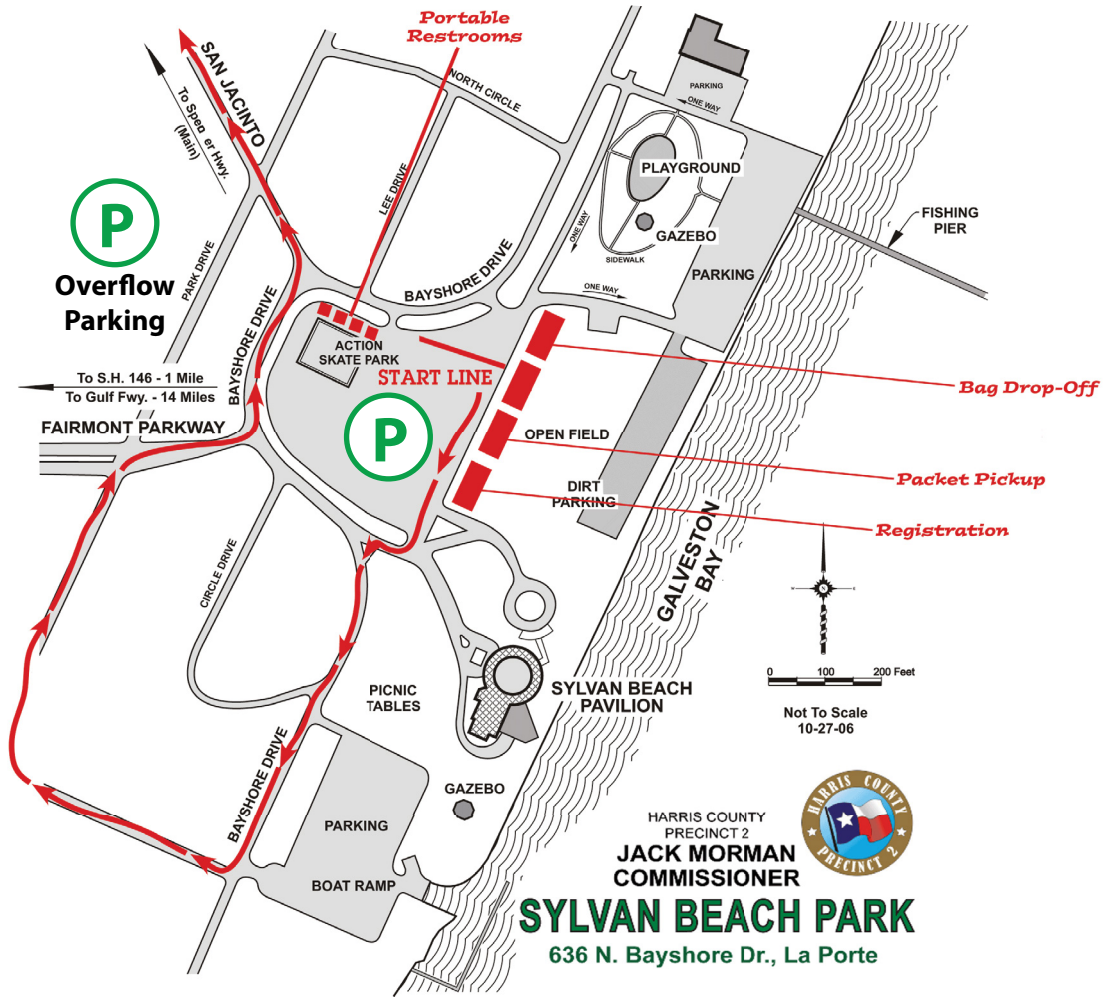 Portable
Restrooms
SAN JACINTO
To Spen er Hwy.
(Main)
NORTH CIRCLE
PARKING
ONE WAY
PLAYGROUND
GAZEBO
SIDEWALK
ONE WAY
ONE WAY
PARKING
FISHING
PIER
LEE DRIVE
BAYSHORE DRIVE
PARK DRIVE
P
Overflow
Parking
BAYSHORE DRIVE
ACTION
SKATE PARK
START LINE
P
To S.H. 146 - 1 Mile
To Gulf Fwy. - 14 Miles
FAIRMONT PARKWAY
Bag Drop-Off
OPEN FIELD
Packet Pickup
DIRT
PARKING
Registration
GALVESTON
BAY
CIRCLE DRIVE
W
N
E
0 100 200 Feet
Not To Scale
10-27-06
PICNIC
TABLES
SYLVAN BEACH
PAVILION
BAYSHORE DRIVE
GAZEBO
PARKING
BOAT RAMP
HARRIS COUNTY
PRECINCT 2
HARRIS COUNTY
PRECINCT 2
JACK MORMAN
COMMISSIONER
SYLVAN BEACH PARK
636 N. Bayshore Dr., La Porte